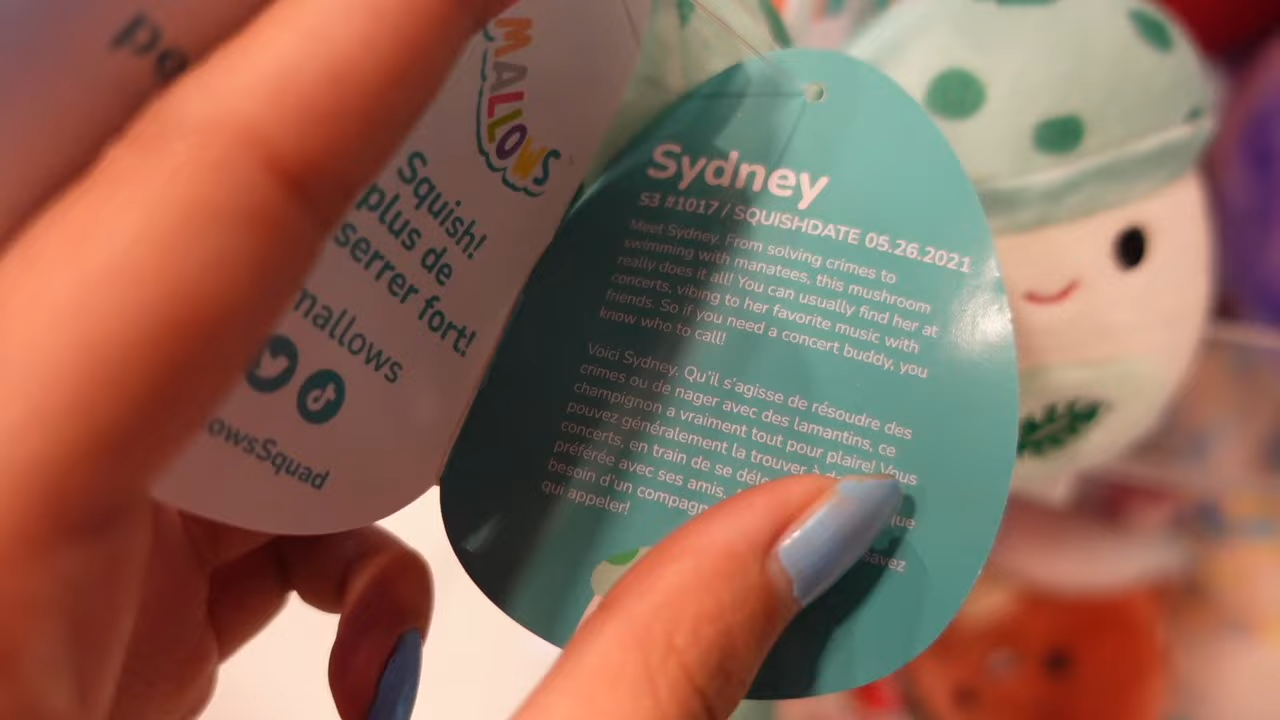 MALLOWS
Squish!
plus de
serrer fort!
mallows
owsSquad
Sydney
S3 #1017 / SQUISHDATE 05.26.2021
Meet Sydney. From solving crimes to
swimming with manatees, this mushroom
really does it all! You can usually find her at
concerts, vibing to her favorite music with
friends. So if you need a concert buddy, you
know who to call!
Voici Sydney. Qu'il s'agisse de résoudre des
crimes ou de nager avec des lamantins, ce
champignon a vraiment tout pour plaire! Vous
pouvez généralement la trouver à
concerts, en train de se
préférée avec ses amis.
besoin d'un savez
qui appeler!